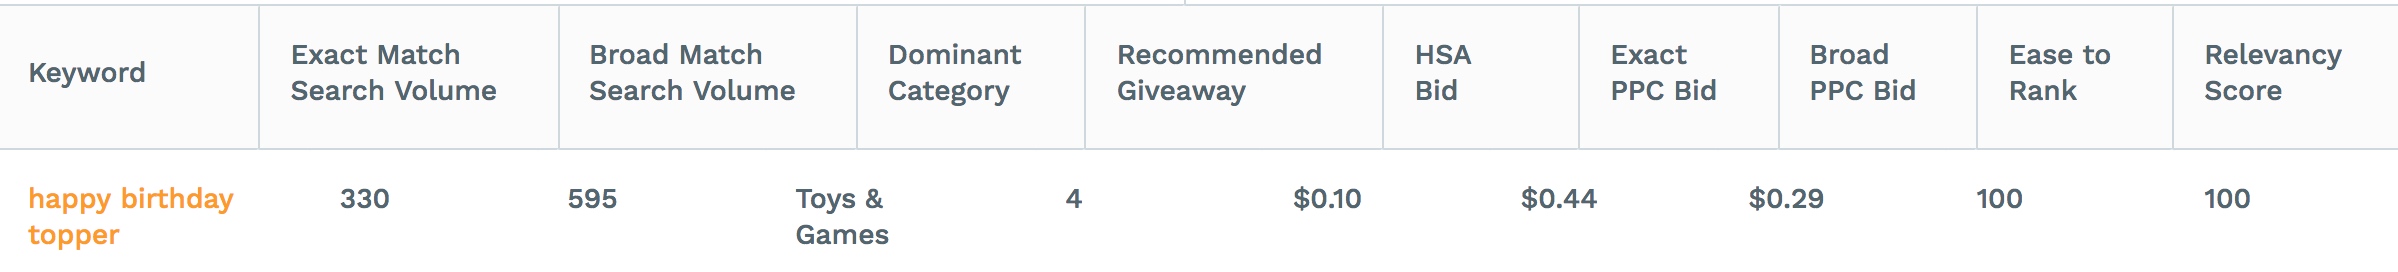 Keyword
Exact Match
Search Volume
Broad Match
Search Volume
Dominant
Category
Recommended
Giveaway
HSA
Bid
Exact
PPC Bid
Broad
PPC Bid
Ease to
Rank
Relevancy
Score
happy birthday
topper
330
595
Toys &
Games
4
$0.10
$0.44
$0.29
100
100